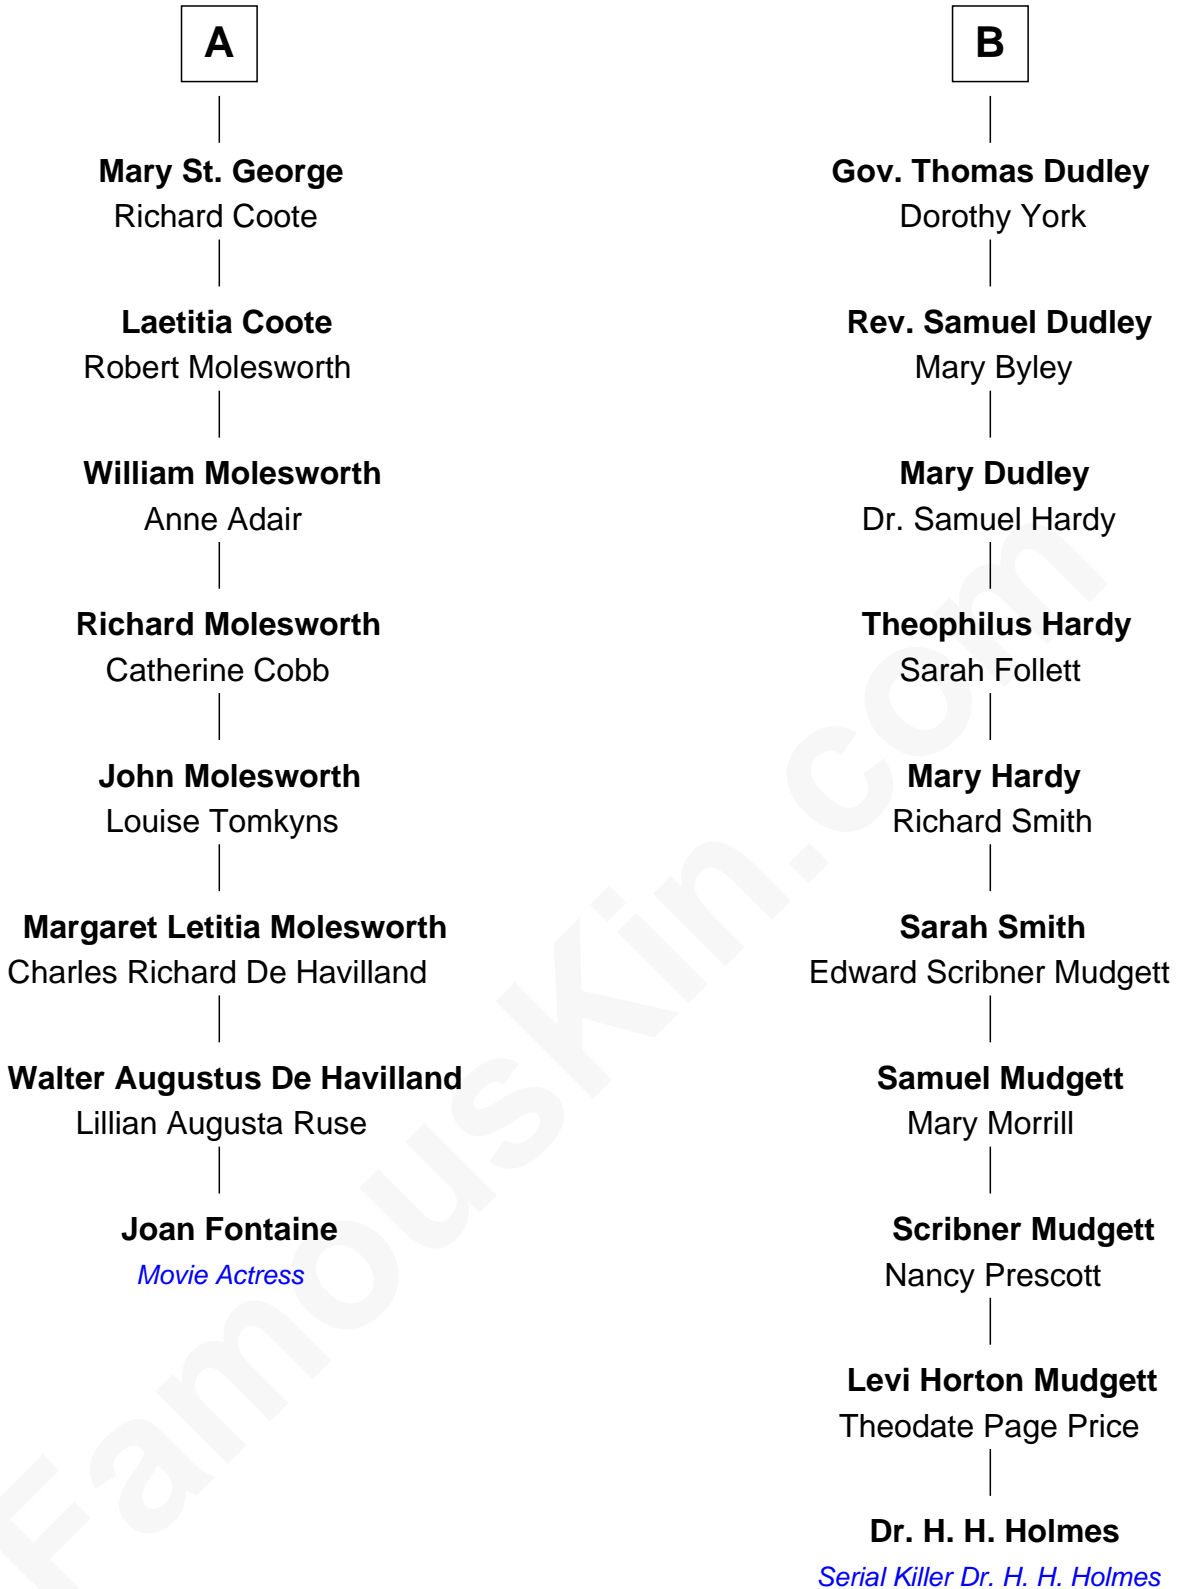 A
Mary St. George
Richard Coote
Laetitia Coote
Robert Molesworth
William Molesworth
Anne Adair
Richard Molesworth
Catherine Cobb
John Molesworth
Louise Tomkyns
Margaret Letitia Molesworth
Charles Richard De Havilland
Walter Augustus De Havilland
Lillian Augusta Ruse
Joan Fontaine
Movie Actress
B
Gov. Thomas Dudley
Dorothy York
Rev. Samuel Dudley
Mary Byley
Mary Dudley
Dr. Samuel Hardy
Theophilus Hardy
Sarah Follett
Mary Hardy
Richard Smith
Sarah Smith
Edward Scribner Mudgett
Samuel Mudgett
Mary Morrill
Scribner Mudgett
Nancy Prescott
Levi Horton Mudgett
Theodate Page Price
Dr. H. H. Holmes
Serial Killer Dr. H. H. Holmes
FamousKin.com